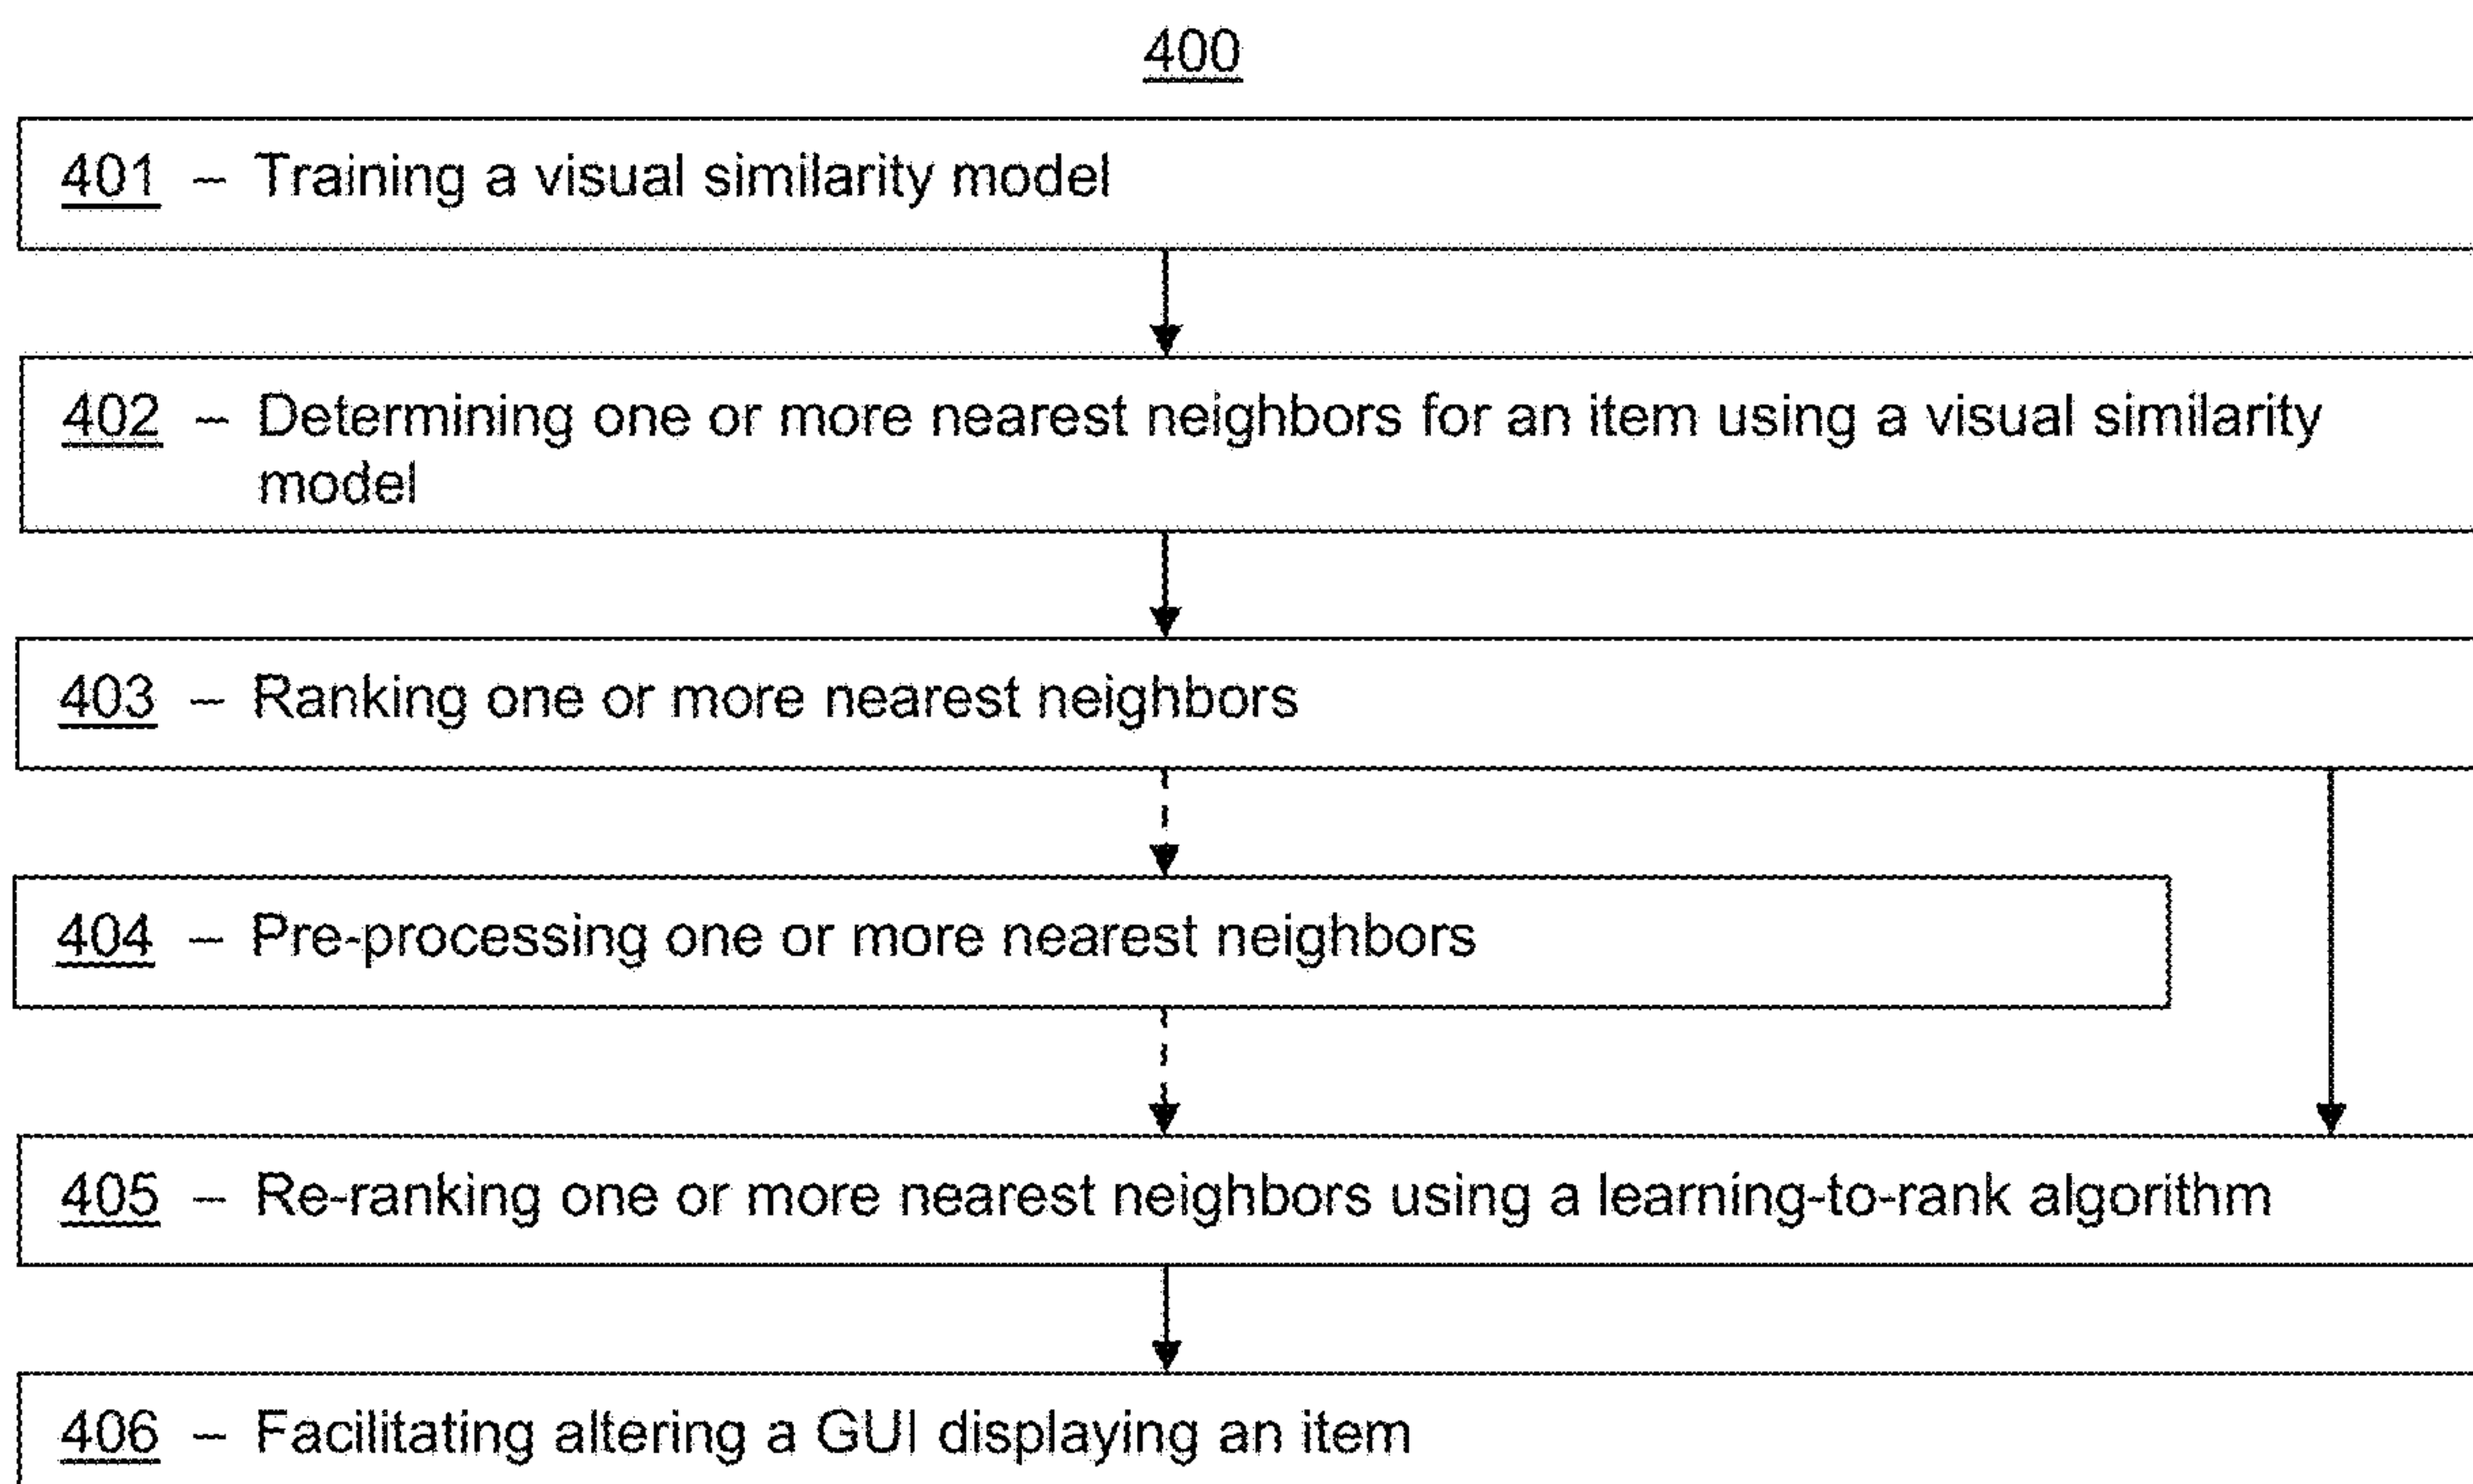 400
401 – Training a visual similarity model
402 – Determining one or more nearest neighbors for an item using a visual similarity
model
403 – Ranking one or more nearest neighbors
404 – Pre-processing one or more nearest neighbors
405 – Re-ranking one or more nearest neighbors using a learning-to-rank algorithm
406 – Facilitating altering a GUI displaying an item